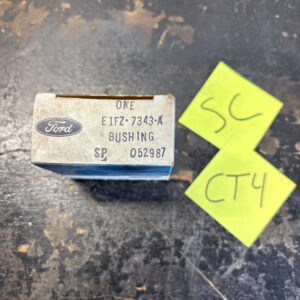 ONE
Ford
E1FZ-7343-A
BUSHING
SP 052987
SC
CT4